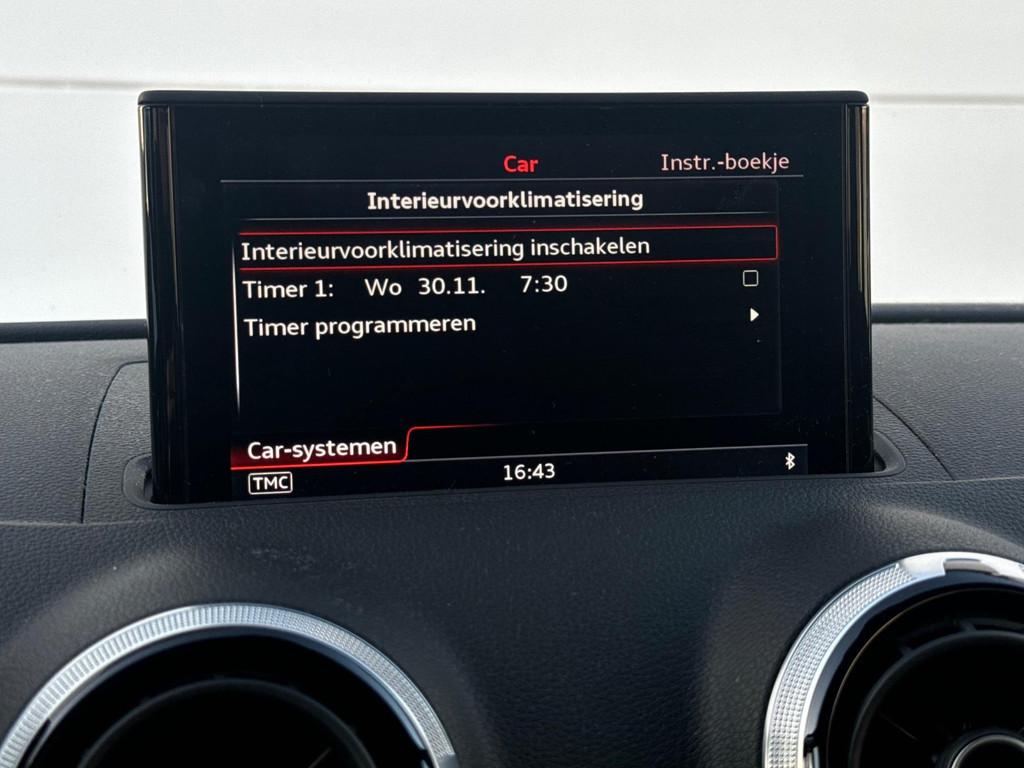 Car Instr.-boekje
Interieurvoorklimatisering
Interieurvoorklimatisering inschakelen
Timer 1: Wo 30.11. 7:30
Timer programmeren
Car-systemen
TMC 16:43